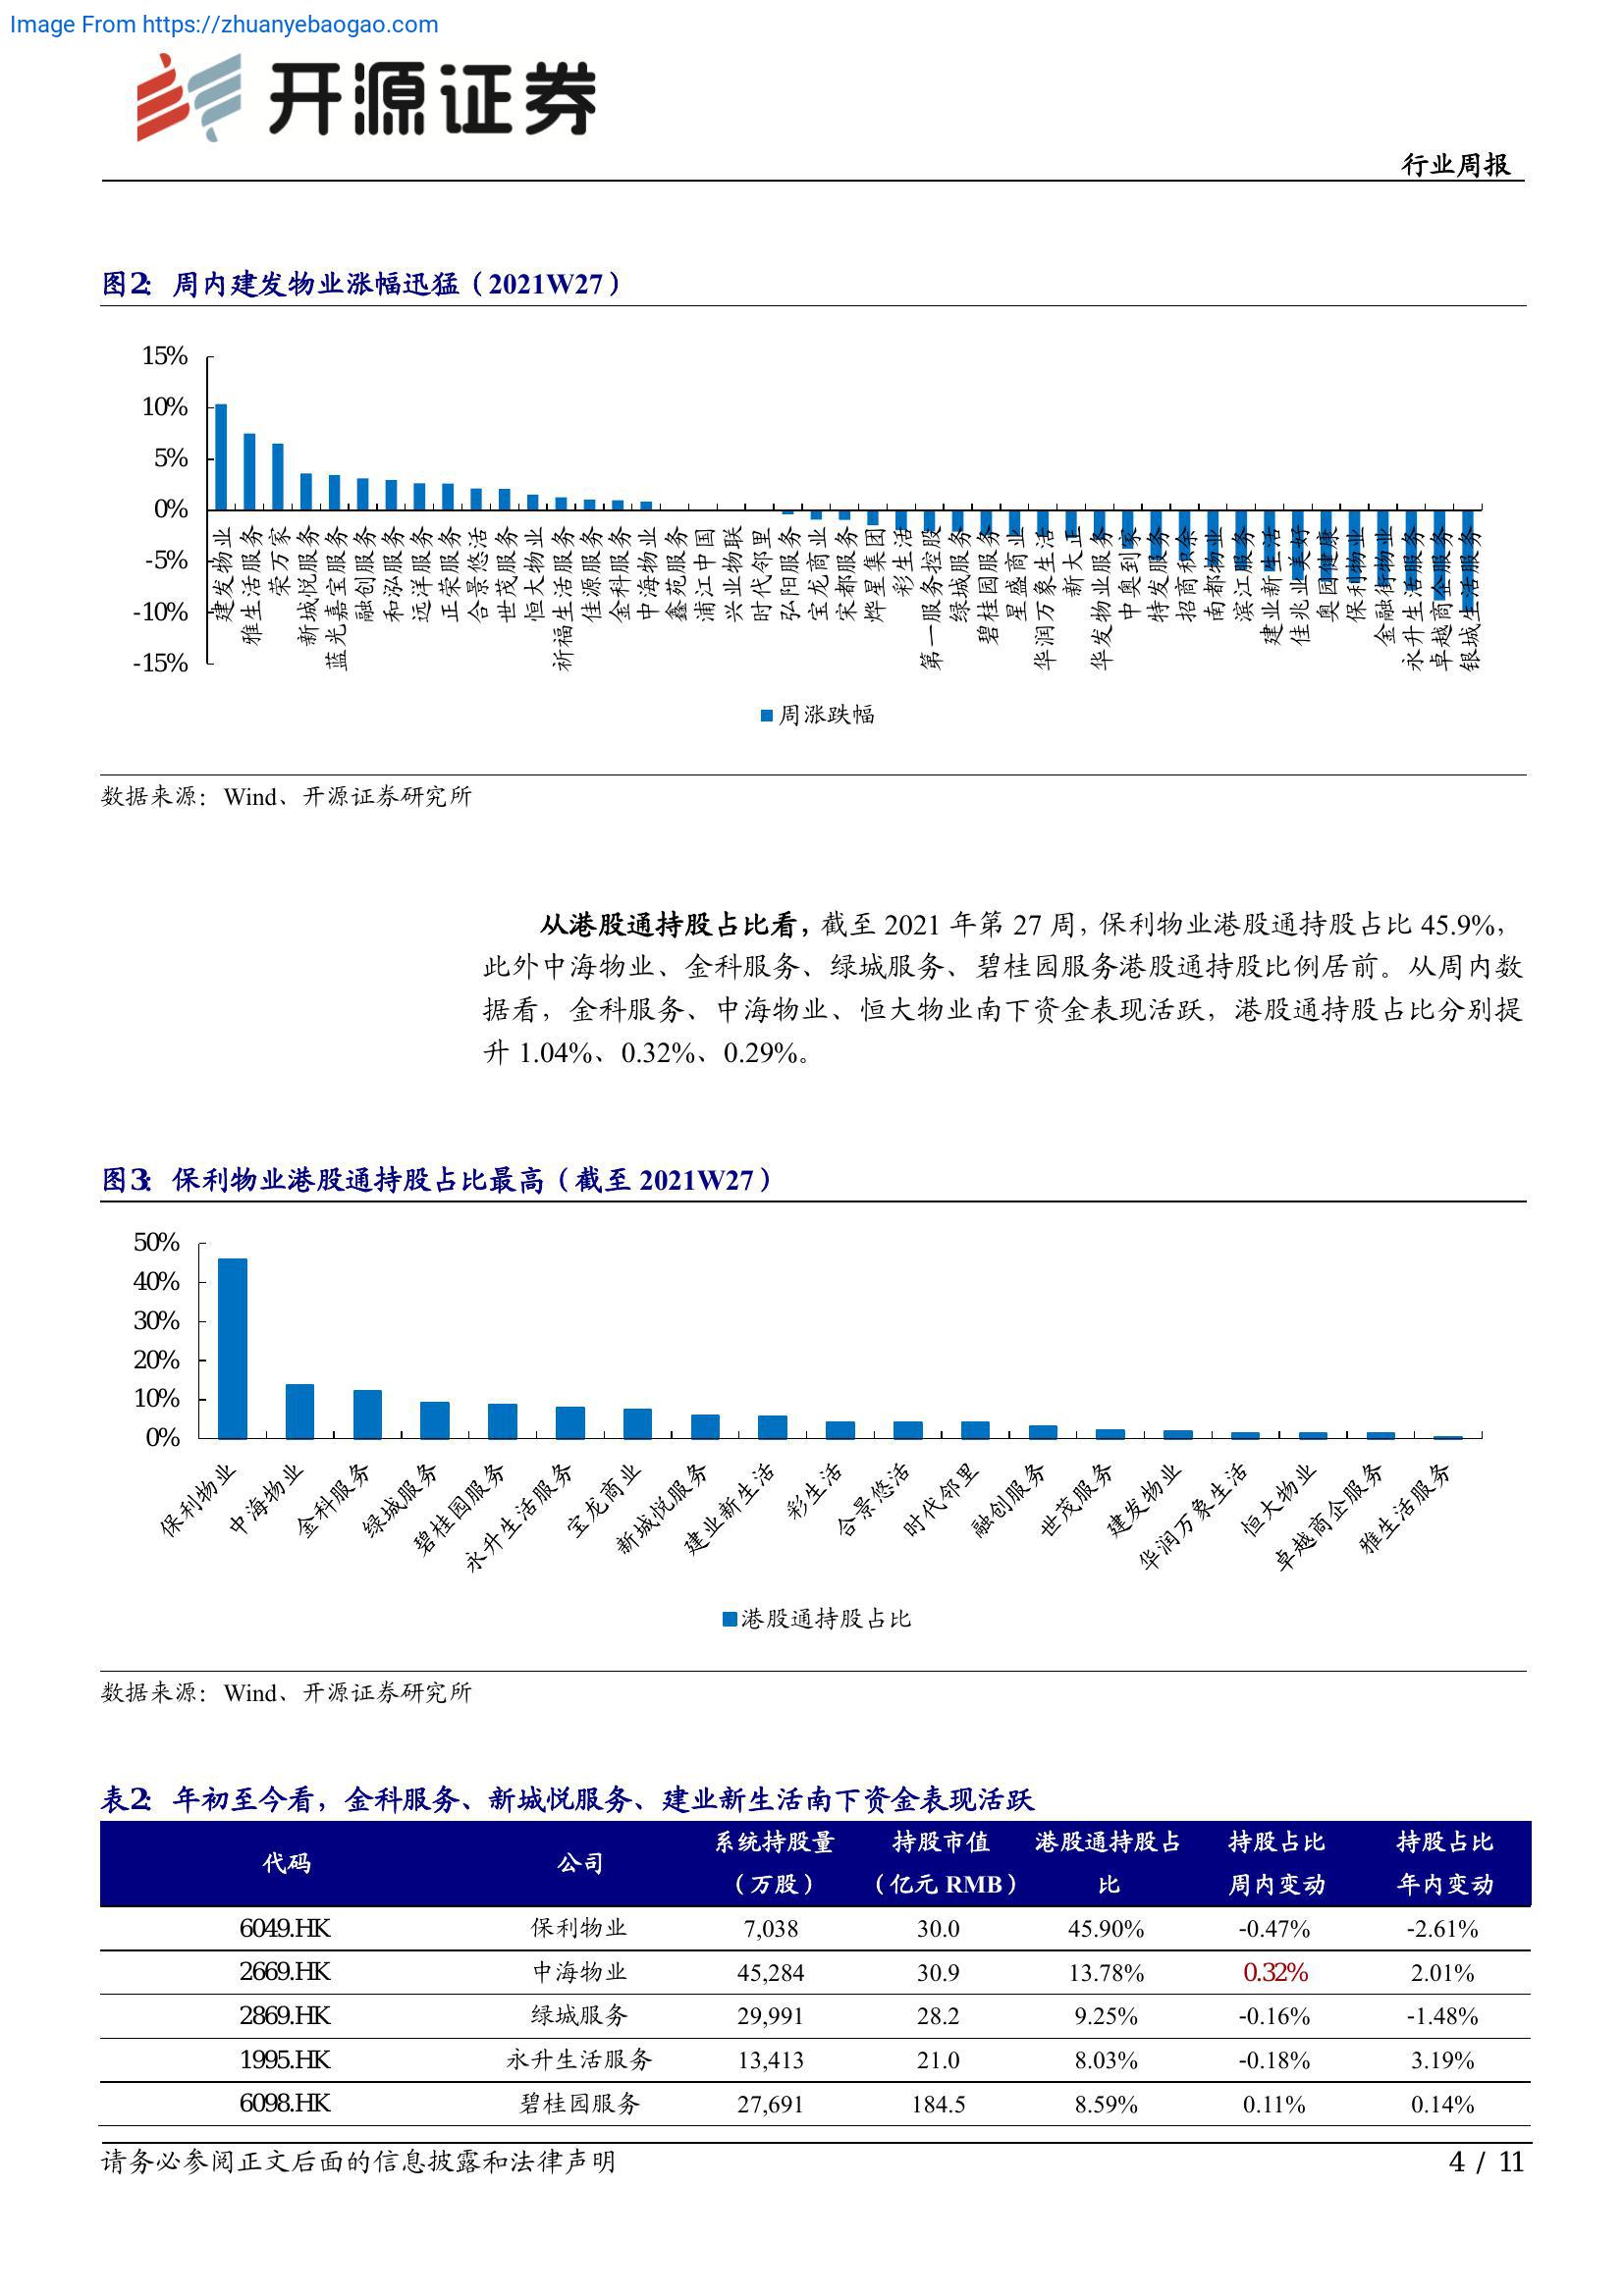 Image From https://zhuanyebaogao.com
开源证券
行业周报
图2： 周内建发物业涨幅迅猛（2021W27）
15%
10%
5%
0%
-5%
-10%
-15%
建发物业
雅生活服务
荣万家
新城悦服务
蓝光嘉宝服务
融创服务
和泓服务
远洋服务
正荣服务
合景悠活
世茂服务
恒大物业
祈福生活服务
佳源服务
金科服务
中海物业
鑫苑服务
浦江中国
兴业物联
时代邻里
弘阳服务
宝龙商业
宋都服务
烨星集团
彩生活
第一服务控股
绿城服务
碧桂园服务
星盛商业
华润万象生活
新大正
华发物业服务
中奥到家
特发服务
招商积余
南都物业
滨江服务
建业新生活
佳兆业美好
奥园健康
保利物业
金融街物业
永升生活服务
卓越商企服务
银城生活服务
周涨跌幅
数据来源：Wind、开源证券研究所
从港股通持股占比看，截至 2021 年第 27 周，保利物业港股通持股占比 45.9%，
此外中海物业、金科服务、绿城服务、碧桂园服务港股通持股比例居前。从周内数
据看，金科服务、中海物业、恒大物业南下资金表现活跃，港股通持股占比分别提
升 1.04%、0.32%、0.29%。
图3： 保利物业港股通持股占比最高（截至 2021W27）
50%
40%
30%
20%
10%
0%
保利物业
中海物业
金科服务
绿城服务
碧桂园服务
永升生活服务
宝龙商业
新城悦服务
建业新生活
彩生活
合景悠活
时代邻里
融创服务
世茂服务
建发物业
华润万象生活
恒大物业
卓越商企服务
雅生活服务
港股通持股占比
数据来源：Wind、开源证券研究所
表2： 年初至今看，金科服务、新城悦服务、建业新生活南下资金表现活跃
代码 公司 系统持股量（万股） 持股市值（亿元 RMB） 港股通持股占比 持股占比周内变动 持股占比年内变动
6049.HK 保利物业 7,038 30.0 45.90% -0.47% -2.61%
2669.HK 中海物业 45,284 30.9 13.78% 0.32% 2.01%
2869.HK 绿城服务 29,991 28.2 9.25% -0.16% -1.48%
1995.HK 永升生活服务 13,413 21.0 8.03% -0.18% 3.19%
6098.HK 碧桂园服务 27,691 184.5 8.59% 0.11% 0.14%
请务必参阅正文后面的信息披露和法律声明
4 / 11